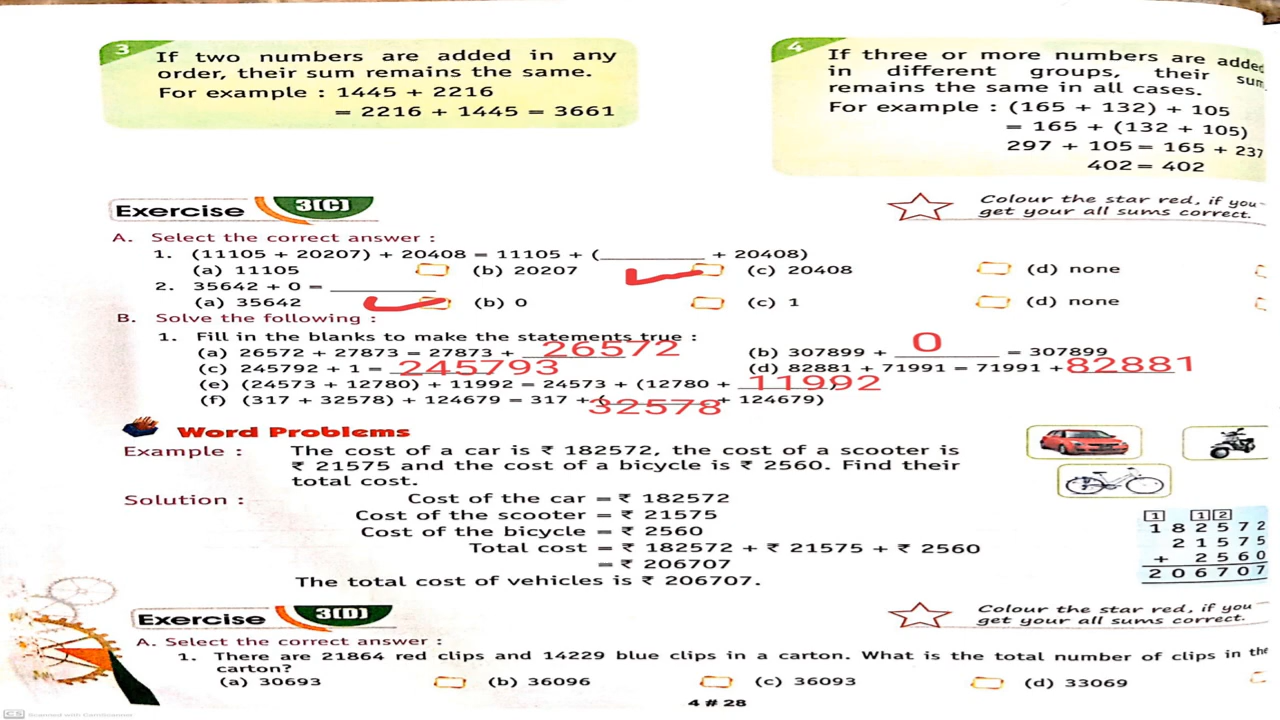 3
If two numbers are added in any
order, their sum remains the same.
For example : 1445 + 2216
= 2216 + 1445 = 3661
4
If three or more numbers are added
in different groups, their sum
remains the same in all cases.
For example : (165 + 132) + 105
= 165 + (132 + 105)
297 + 105 = 165 + 237
402 = 402
Exercise 3(C)
Colour the star red, if you
get your all sums correct.
A. Select the correct answer :
1. (11105 + 20207) + 20408 = 11105 + (__________ + 20408)
(a) 11105 (b) 20207 (c) 20408 (d) none
2. 35642 + 0 = __________
(a) 35642 (b) 0 (c) 1 (d) none
B. Solve the following :
1. Fill in the blanks to make the statements true :
(a) 26572 + 27873 = 27873 + 26572 (b) 307899 + 0 = 307899
(c) 245792 + 1 = 245793 (d) 82881 + 71991 = 71991 + 82881
(e) (24573 + 12780) + 11992 = 24573 + (12780 + 11992)
(f) (317 + 32578) + 124679 = 317 + (32578 + 124679)
Word Problems
Example : The cost of a car is ₹ 182572, the cost of a scooter is
₹ 21575 and the cost of a bicycle is ₹ 2560. Find their
total cost.
Solution : Cost of the car = ₹ 182572
Cost of the scooter = ₹ 21575
Cost of the bicycle = ₹ 2560
Total cost = ₹ 182572 + ₹ 21575 + ₹ 2560
= ₹ 206707
The total cost of vehicles is ₹ 206707.
1 1 2
1 8 2 5 7 2
2 1 5 7 5
+ 2 5 6 0
2 0 6 7 0 7
Exercise 3(D)
Colour the star red, if you
get your all sums correct.
A. Select the correct answer :
1. There are 21864 red clips and 14229 blue clips in a carton. What is the total number of clips in the
carton?
(a) 30693 (b) 36096 (c) 36093 (d) 33069
4 # 28
CS Scanned with CamScanner